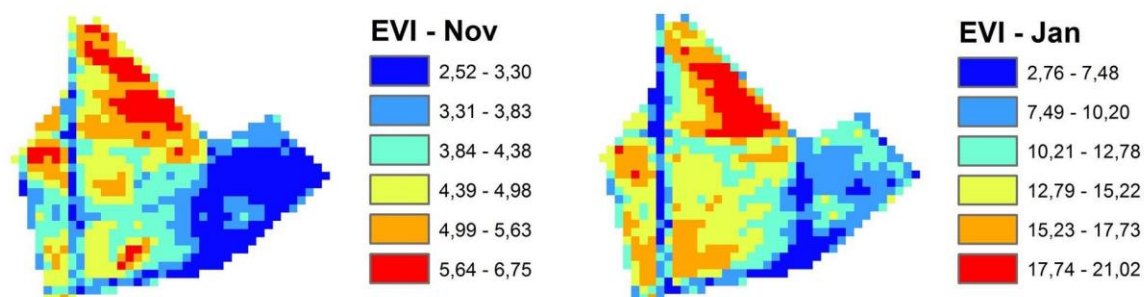 EVI - Nov
2,52 - 3,30
3,31 - 3,83
3,84 - 4,38
4,39 - 4,98
4,99 - 5,63
5,64 - 6,75
EVI - Jan
2,76 - 7,48
7,49 - 10,20
10,21 - 12,78
12,79 - 15,22
15,23 - 17,73
17,74 - 21,02